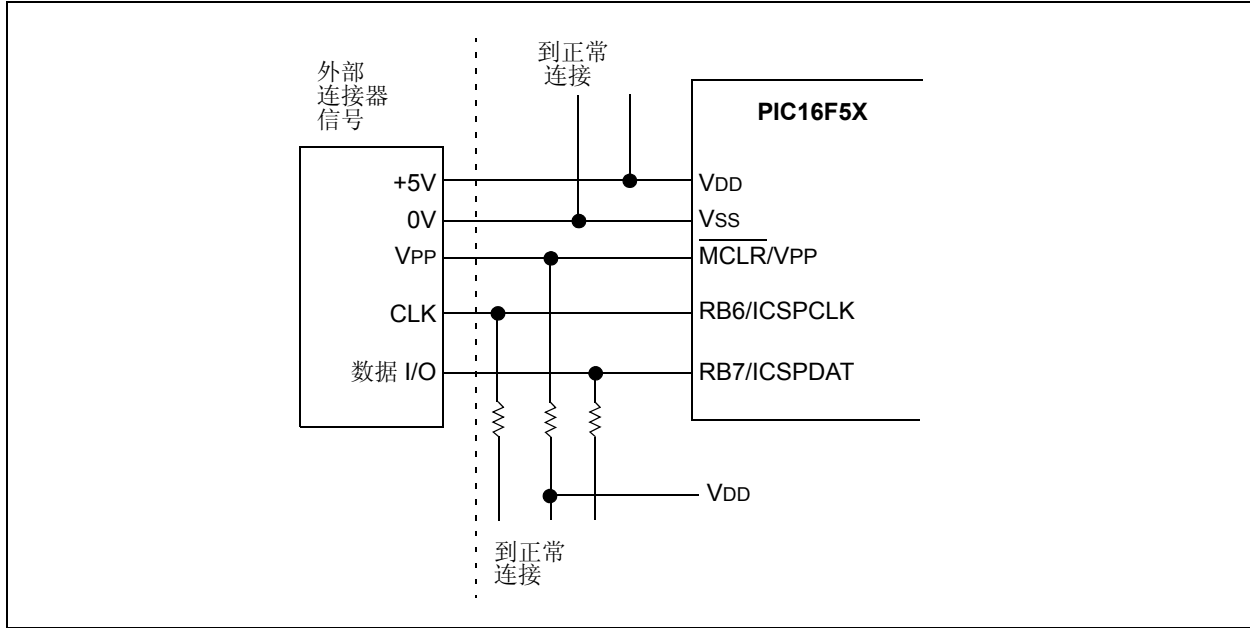 到正常
连接
外部
连接器
信号
PIC16F5X
+5V
VDD
0V
VSS
VPP
MCLR/VPP
CLK
RB6/ICSPCLK
数据 I/O
RB7/ICSPDAT
VDD
到正常
连接